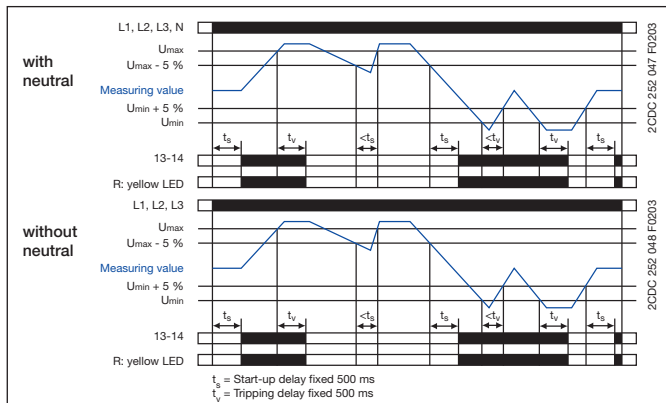 L1, L2, L3, N
with
neutral
Umax
Umax - 5 %
Measuring value
Umin + 5 %
Umin
ts
tv
<ts
ts
<tv
tv
ts
13-14
R: yellow LED
2CDC 252 047 F0203
without
neutral
L1, L2, L3
Umax
Umax - 5 %
Measuring value
Umin + 5 %
Umin
ts
tv
<ts
ts
<tv
tv
ts
13-14
R: yellow LED
2CDC 252 048 F0203
ts = Start-up delay fixed 500 ms
tv = Tripping delay fixed 500 ms